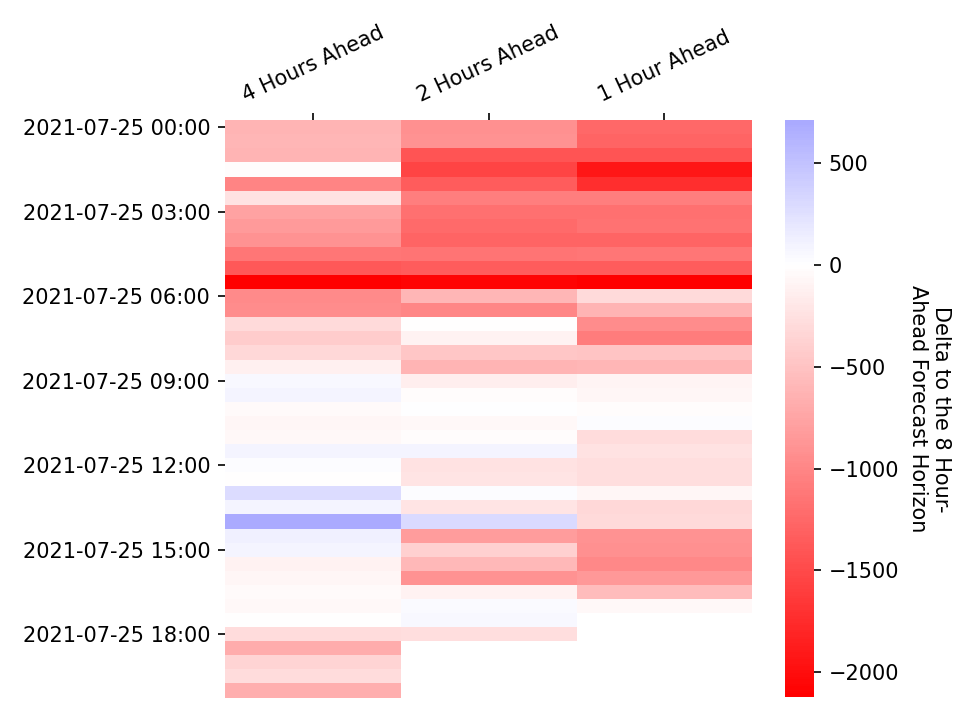 4 Hours Ahead
2 Hours Ahead
1 Hour Ahead
2021-07-25 00:00
2021-07-25 03:00
2021-07-25 06:00
2021-07-25 09:00
2021-07-25 12:00
2021-07-25 15:00
2021-07-25 18:00
500
0
−500
−1000
−1500
−2000
Delta to the 8 Hour-
Ahead Forecast Horizon